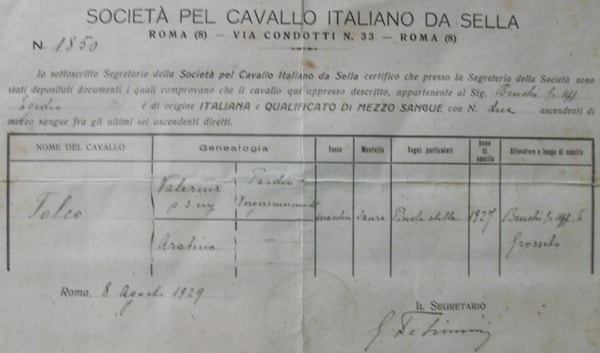 SOCIETÀ PEL CAVALLO ITALIANO DA SELLA
ROMA (8) — VIA CONDOTTI N. 33 — ROMA (8)
N. 1850
Io sottoscritto Segretario della Società pel Cavallo Italiano da Sella certifico che presso la Segreteria della Società sono
stati depositati documenti i quali comprovano che il cavallo qui appresso descritto, appartenente al Sig. Bruchi
è di origine ITALIANA e QUALIFICATO DI MEZZO SANGUE con N. due ascendenti di
mezzo sangue fra gli ultimi sei ascendenti diretti.
NOME DEL CAVALLO Genealogia Sesso Mantello Segni particolari Anno di nascita Allevatore e luogo di nascita
Folco
Valerius
p. s.
Arabina
maschio sauro stella 1927 Bruchi
Grosseto
Roma, 8 Agosto 1929
IL SEGRETARIO